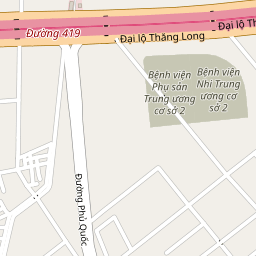 Đại lộ Th
Đường 419
Đại lộ Thăng Long
Bệnh viện
Phụ sản
Trung ương
cơ sở 2
Bệnh viện
Nhi Trung
ương cơ
sở 2
Đường Phủ Quốc